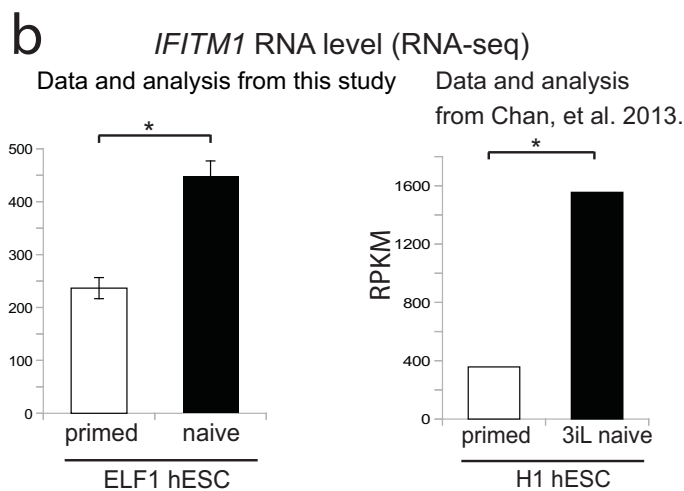 b
IFITM1 RNA level (RNA-seq)
Data and analysis from this study
*
500
400
300
200
100
0
primed naive
ELF1 hESC
Data and analysis
from Chan, et al. 2013.
*
RPKM
1600
1200
800
400
0
primed 3iL naive
H1 hESC